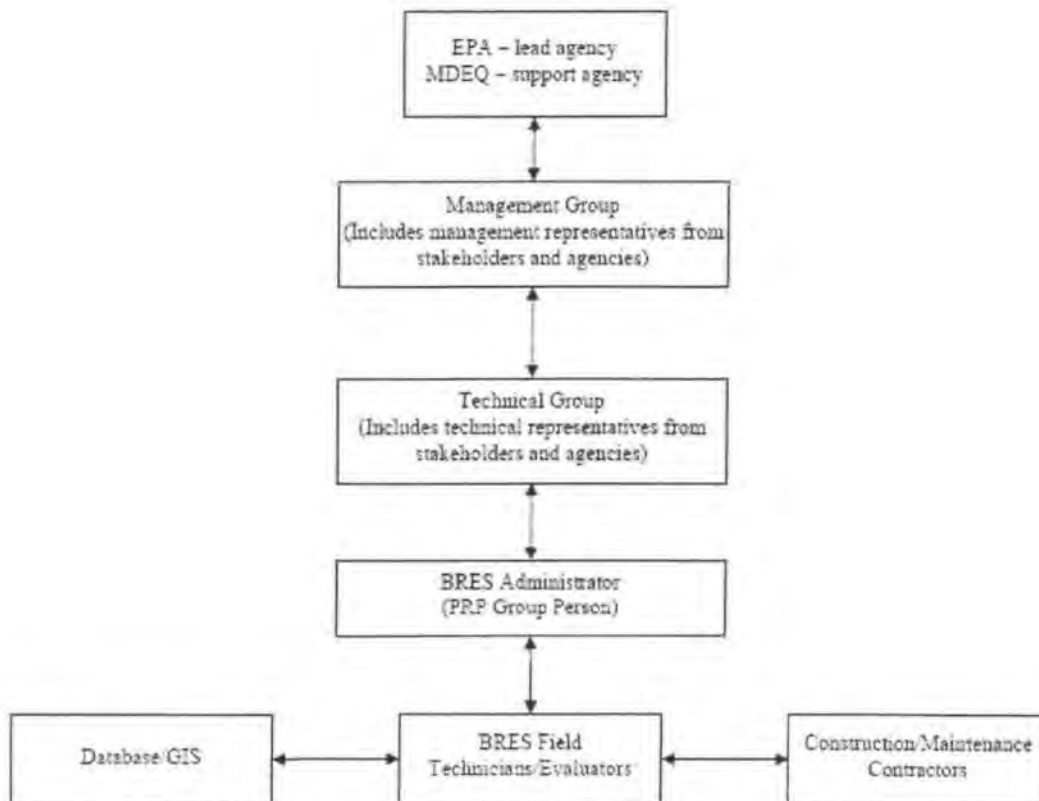 EPA – lead agency
MDEQ – support agency
Management Group
(Includes management representatives from
stakeholders and agencies)
Technical Group
(Includes technical representatives from
stakeholders and agencies)
BRES Administrator
(PRP Group Person)
Database/GIS
BRES Field
Technicians/Evaluators
Construction/Maintenance
Contractors